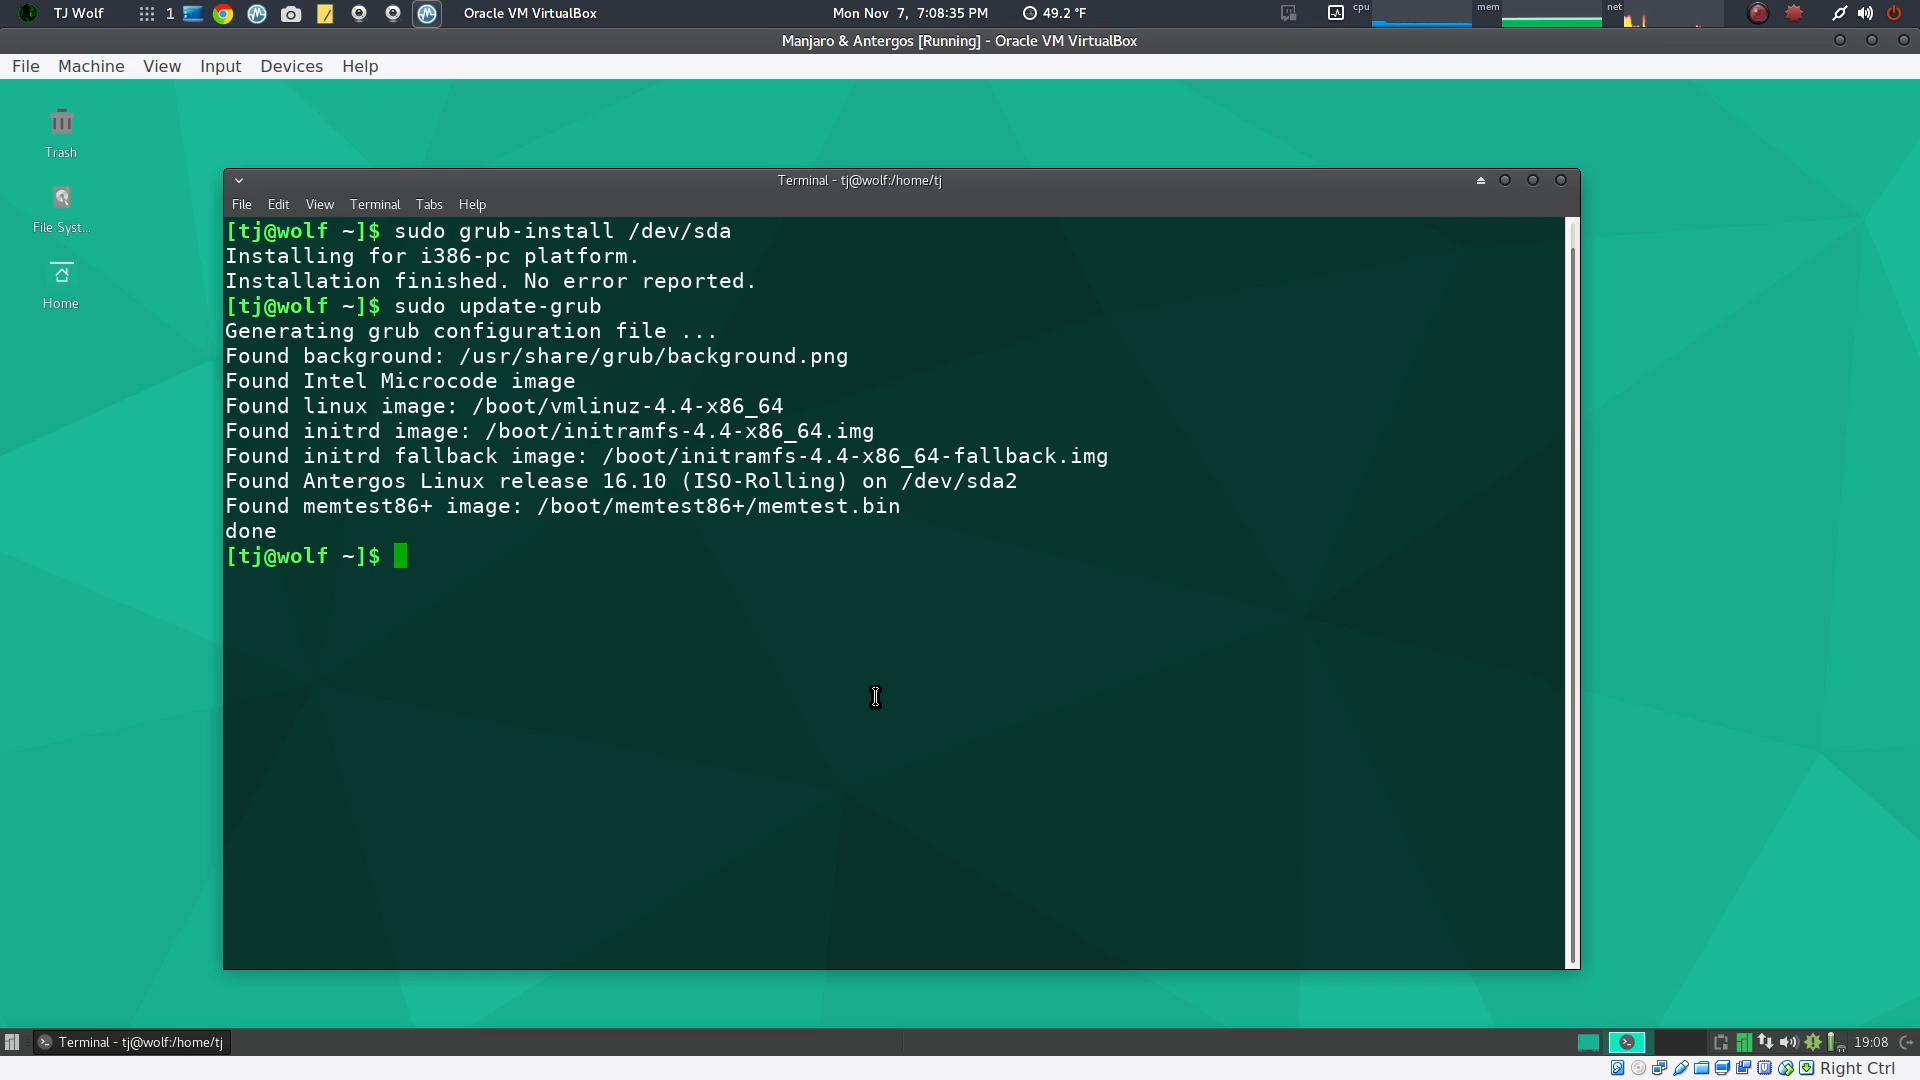 TJ Wolf
1
Oracle VM VirtualBox
Mon Nov 7, 7:08:35 PM
49.2 °F
cpu
mem
net
Manjaro & Antergos [Running] - Oracle VM VirtualBox
File Machine View Input Devices Help
Trash
File Syst...
Home
Terminal - tj@wolf:/home/tj
File Edit View Terminal Tabs Help
[tj@wolf ~]$ sudo grub-install /dev/sda
Installing for i386-pc platform.
Installation finished. No error reported.
[tj@wolf ~]$ sudo update-grub
Generating grub configuration file ...
Found background: /usr/share/grub/background.png
Found Intel Microcode image
Found linux image: /boot/vmlinuz-4.4-x86_64
Found initrd image: /boot/initramfs-4.4-x86_64.img
Found initrd fallback image: /boot/initramfs-4.4-x86_64-fallback.img
Found Antergos Linux release 16.10 (ISO-Rolling) on /dev/sda2
Found memtest86+ image: /boot/memtest86+/memtest.bin
done
[tj@wolf ~]$
Terminal - tj@wolf:/home/tj
19:08
Right Ctrl